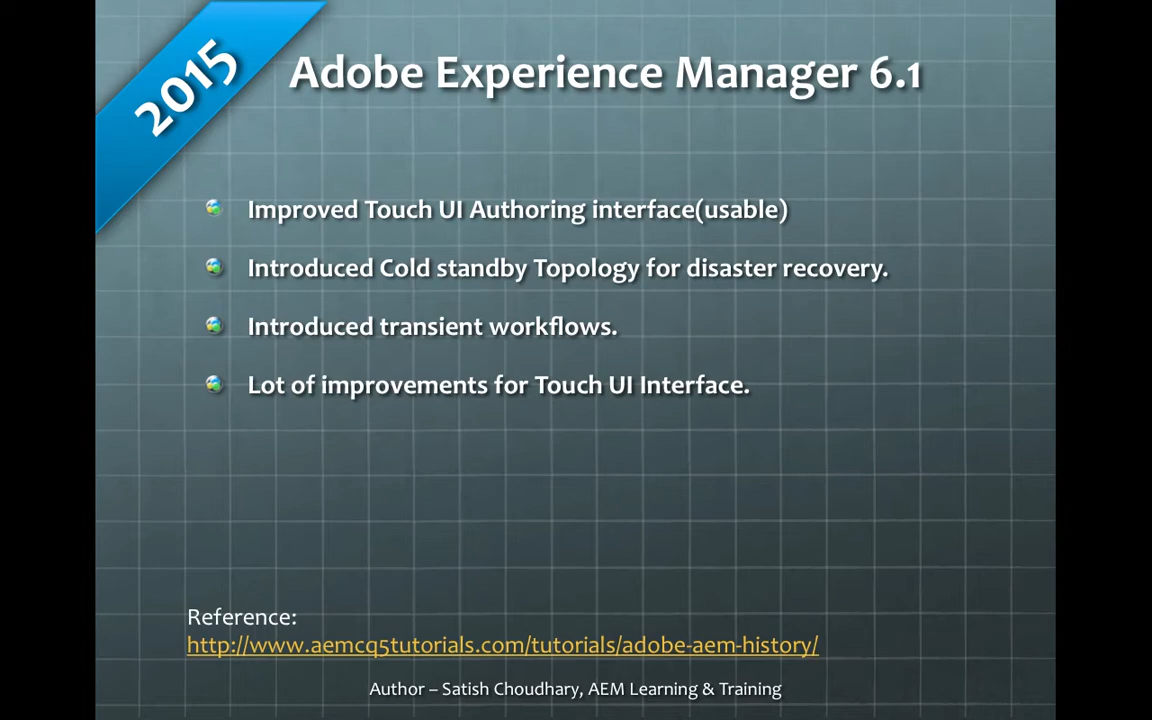 2015
Adobe Experience Manager 6.1
Improved Touch UI Authoring interface(usable)
Introduced Cold standby Topology for disaster recovery.
Introduced transient workflows.
Lot of improvements for Touch UI Interface.
Reference:
http://www.aemcq5tutorials.com/tutorials/adobe-aem-history/
Author – Satish Choudhary, AEM Learning & Training